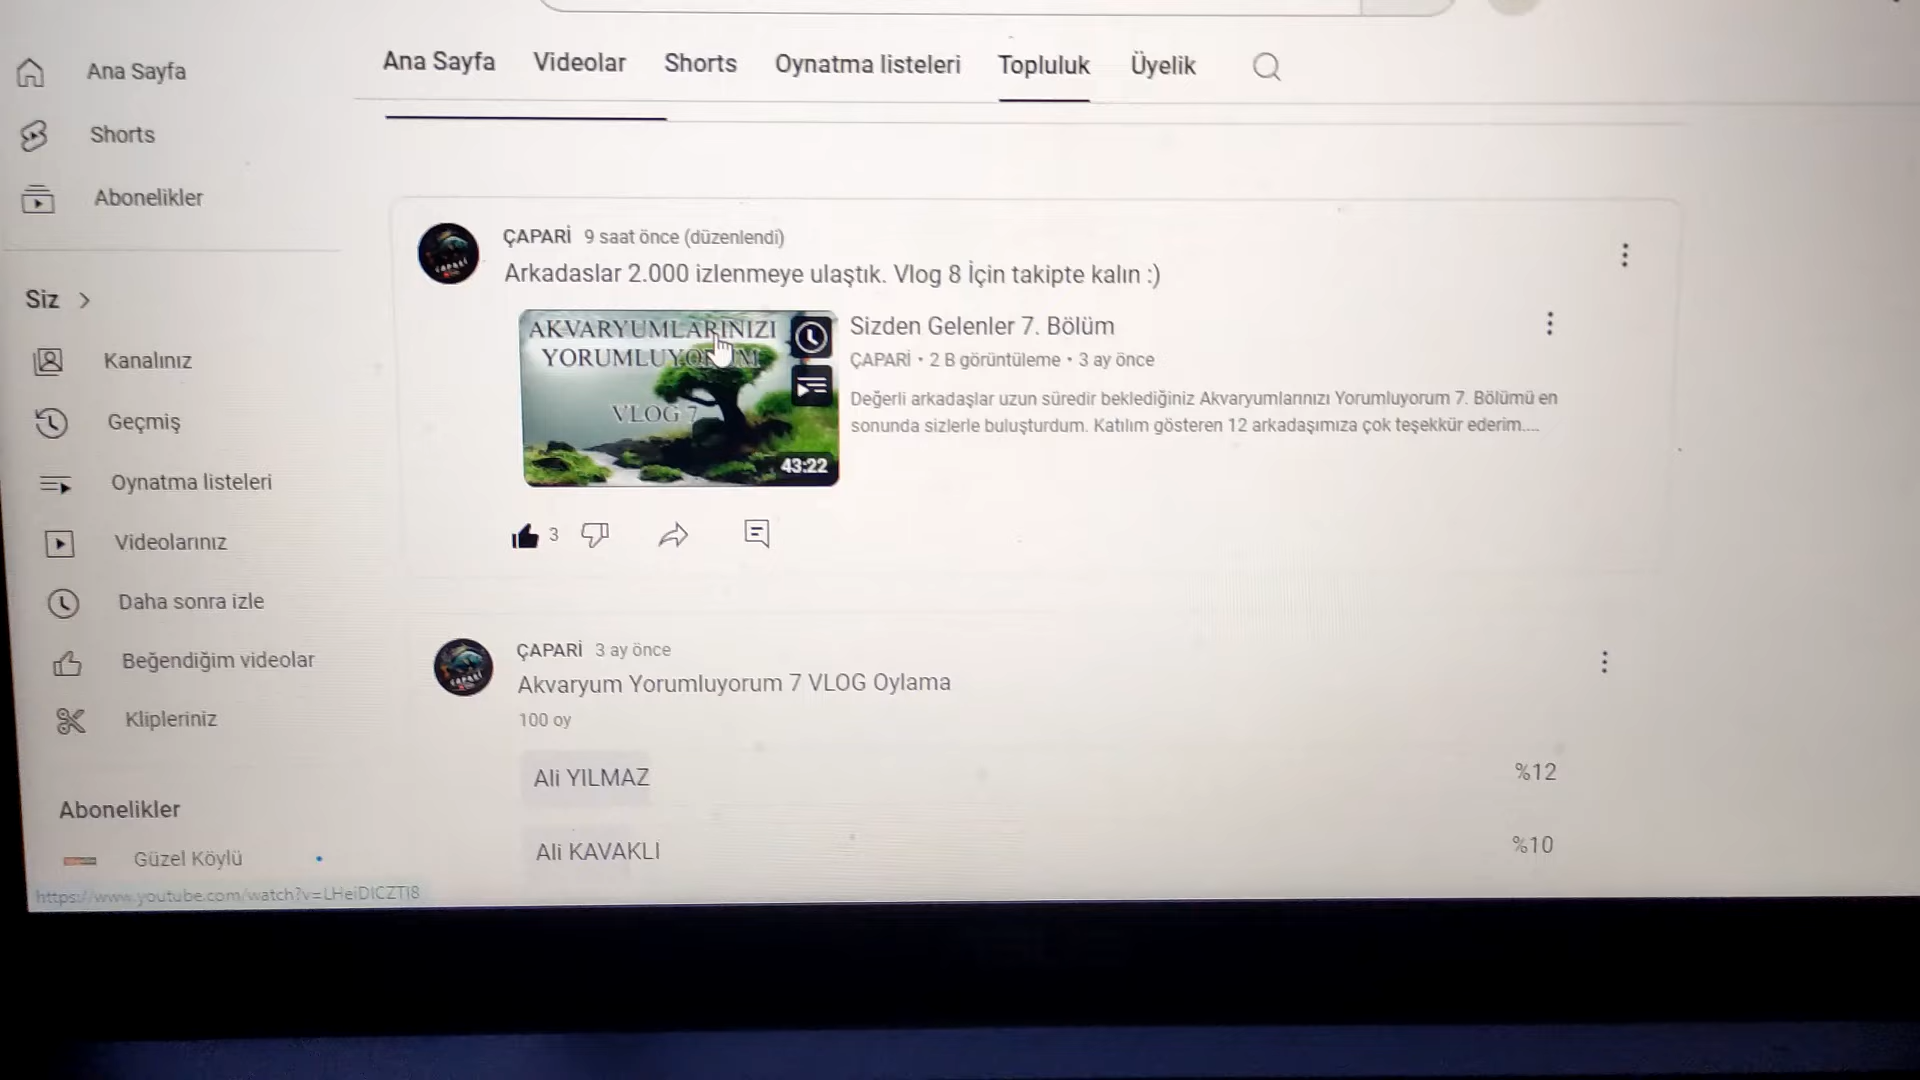 Ana Sayfa Videolar Shorts Oynatma listeleri Topluluk Üyelik
Ana Sayfa
Shorts
Abonelikler
Siz
Kanalınız
Geçmiş
Oynatma listeleri
Videolarınız
Daha sonra izle
Beğendiğim videolar
Klipleriniz
Abonelikler
Güzel Köylü
ÇAPARİ 9 saat önce (düzenlendi)
Arkadaslar 2.000 izlenmeye ulaştık. Vlog 8 İçin takipte kalın :)
AKVARYUMLARINIZI
YORUMLUYORUM
VLOG 7
43:22
Sizden Gelenler 7. Bölüm
ÇAPARİ • 2 B görüntüleme • 3 ay önce
Değerli arkadaşlar uzun süredir beklediğiniz Akvaryumlarınızı Yorumluyorum 7. Bölümü en
sonunda sizlerle buluşturdum. Katılım gösteren 12 arkadaşımıza çok teşekkür ederim....
3
ÇAPARİ 3 ay önce
Akvaryum Yorumluyorum 7 VLOG Oylama
100 oy
Ali YILMAZ %12
Ali KAVAKLI %10